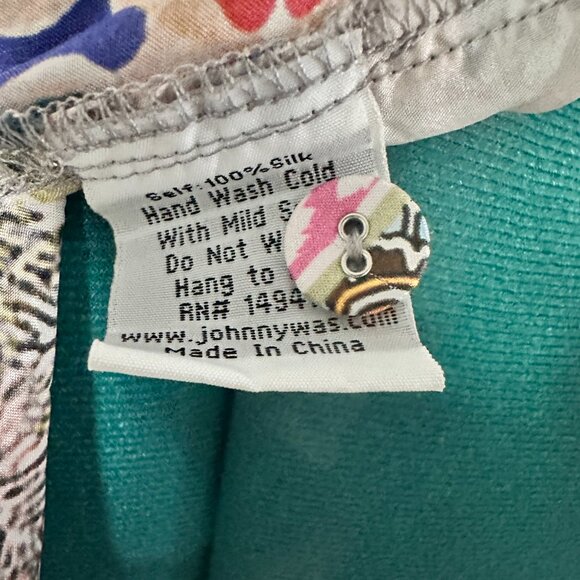 Self: 100% Silk
Hand Wash Cold
With Mild S
Do Not W
Hang to
RN# 1494
www.johnnywas.com
Made In China